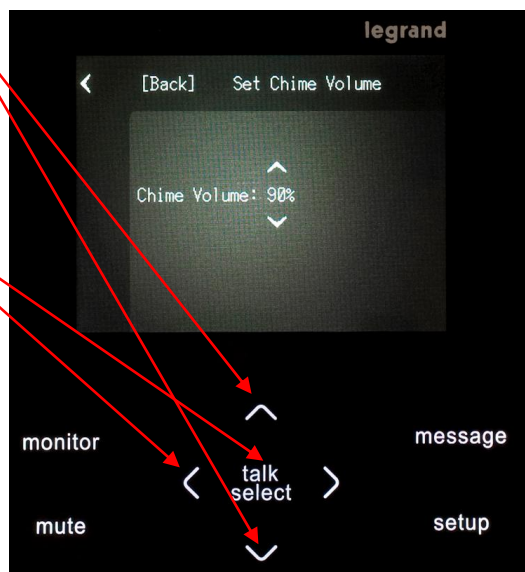 legrand
[Back] Set Chime Volume
Chime Volume: 90%
monitor
message
talk
select
mute
setup